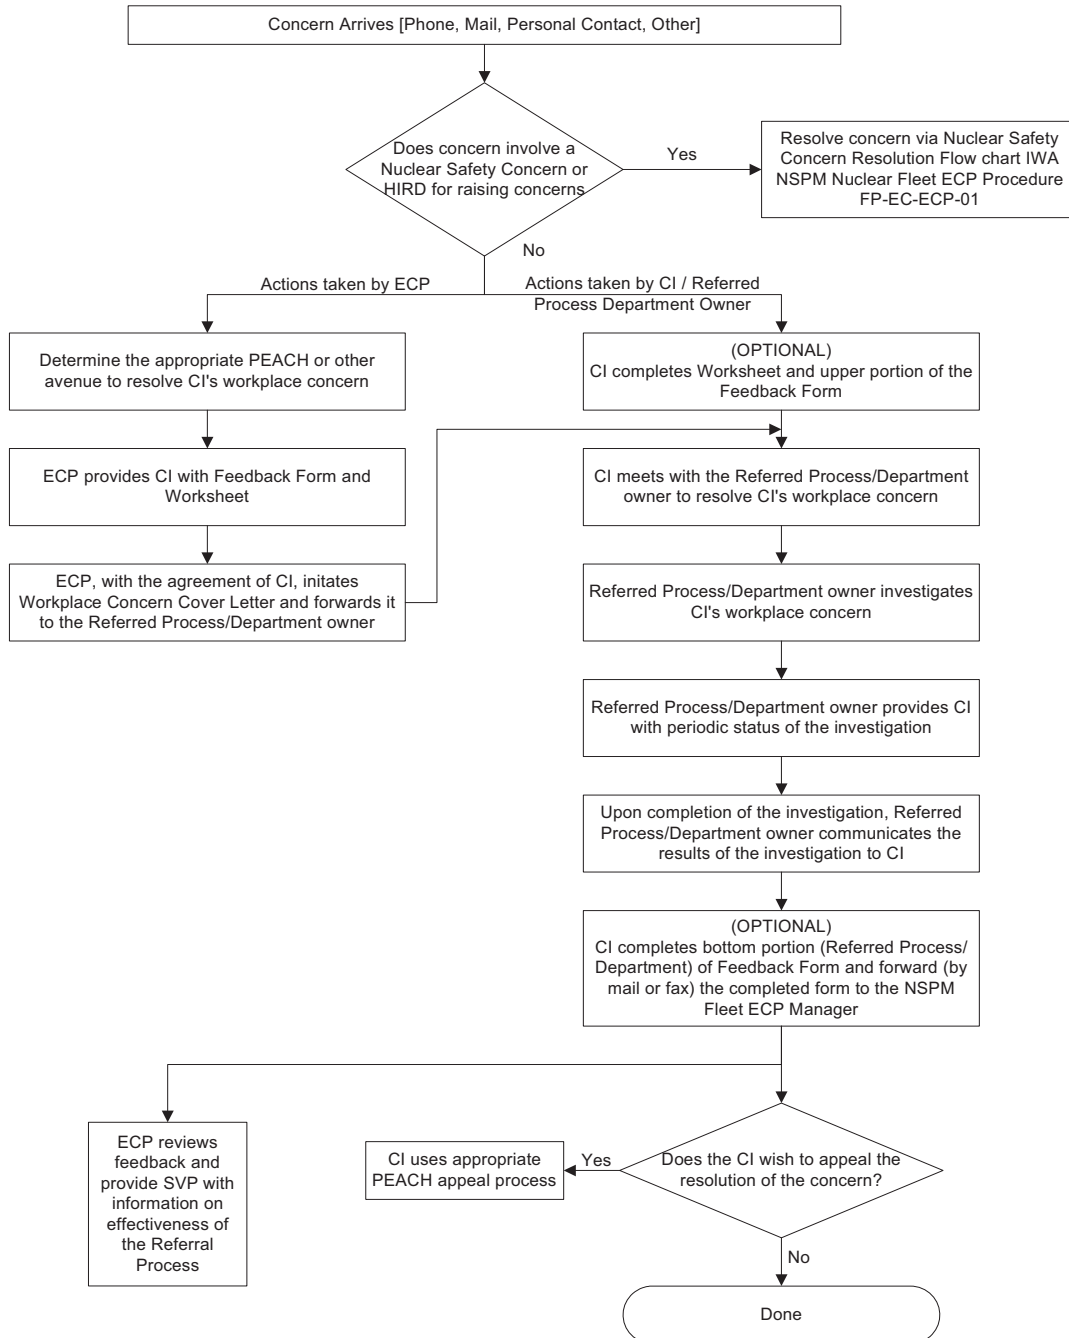 Concern Arrives [Phone, Mail, Personal Contact, Other]
Does concern involve a
Nuclear Safety Concern or
HIRD for raising concerns
Yes
Resolve concern via Nuclear Safety
Concern Resolution Flow chart IWA
NSPM Nuclear Fleet ECP Procedure
FP-EC-ECP-01
No
Actions taken by ECP
Actions taken by CI / Referred
Process Department Owner
Determine the appropriate PEACH or other
avenue to resolve CI's workplace concern
ECP provides CI with Feedback Form and
Worksheet
ECP, with the agreement of CI, initates
Workplace Concern Cover Letter and forwards it
to the Referred Process/Department owner
(OPTIONAL)
CI completes Worksheet and upper portion of the
Feedback Form
CI meets with the Referred Process/Department
owner to resolve CI's workplace concern
Referred Process/Department owner investigates
CI's workplace concern
Referred Process/Department owner provides CI
with periodic status of the investigation
Upon completion of the investigation, Referred
Process/Department owner communicates the
results of the investigation to CI
(OPTIONAL)
CI completes bottom portion (Referred Process/
Department) of Feedback Form and forward (by
mail or fax) the completed form to the NSPM
Fleet ECP Manager
ECP reviews
feedback and
provide SVP with
information on
effectiveness of
the Referral
Process
CI uses appropriate
PEACH appeal process
Yes
Does the CI wish to appeal the
resolution of the concern?
No
Done